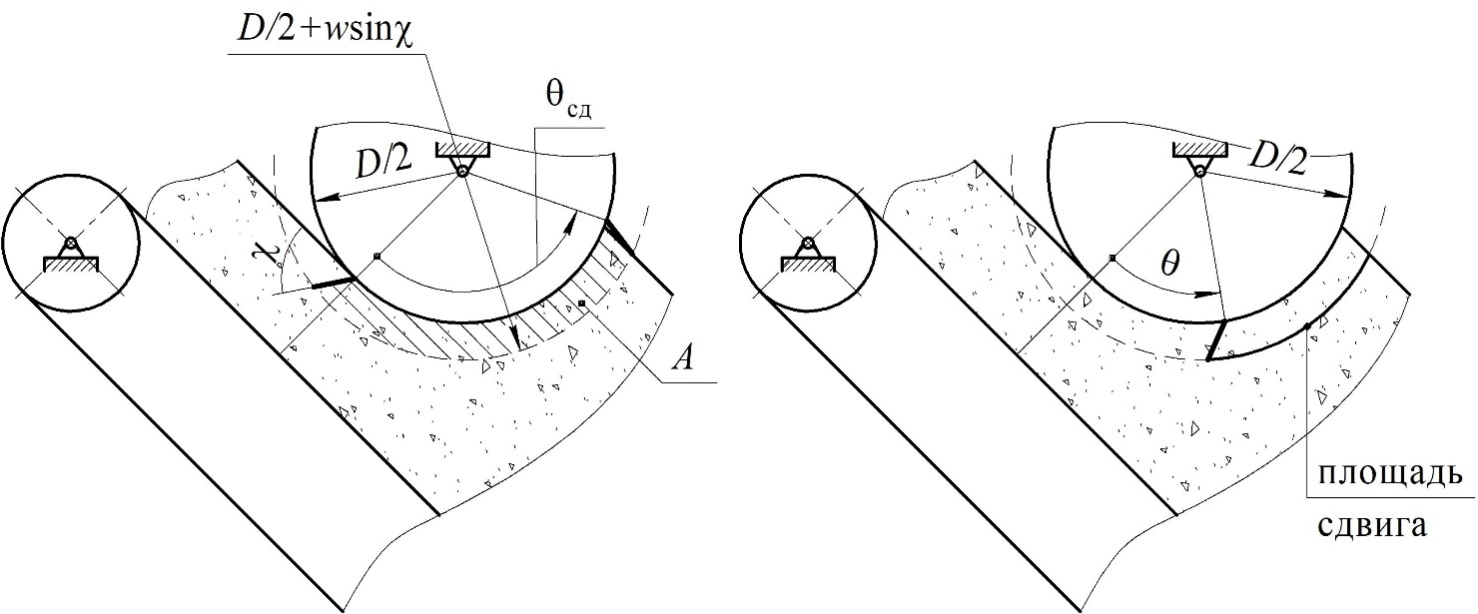 D/2+wsinχ
θсд
D/2
χ
A
D/2
θ
площадь
сдвига